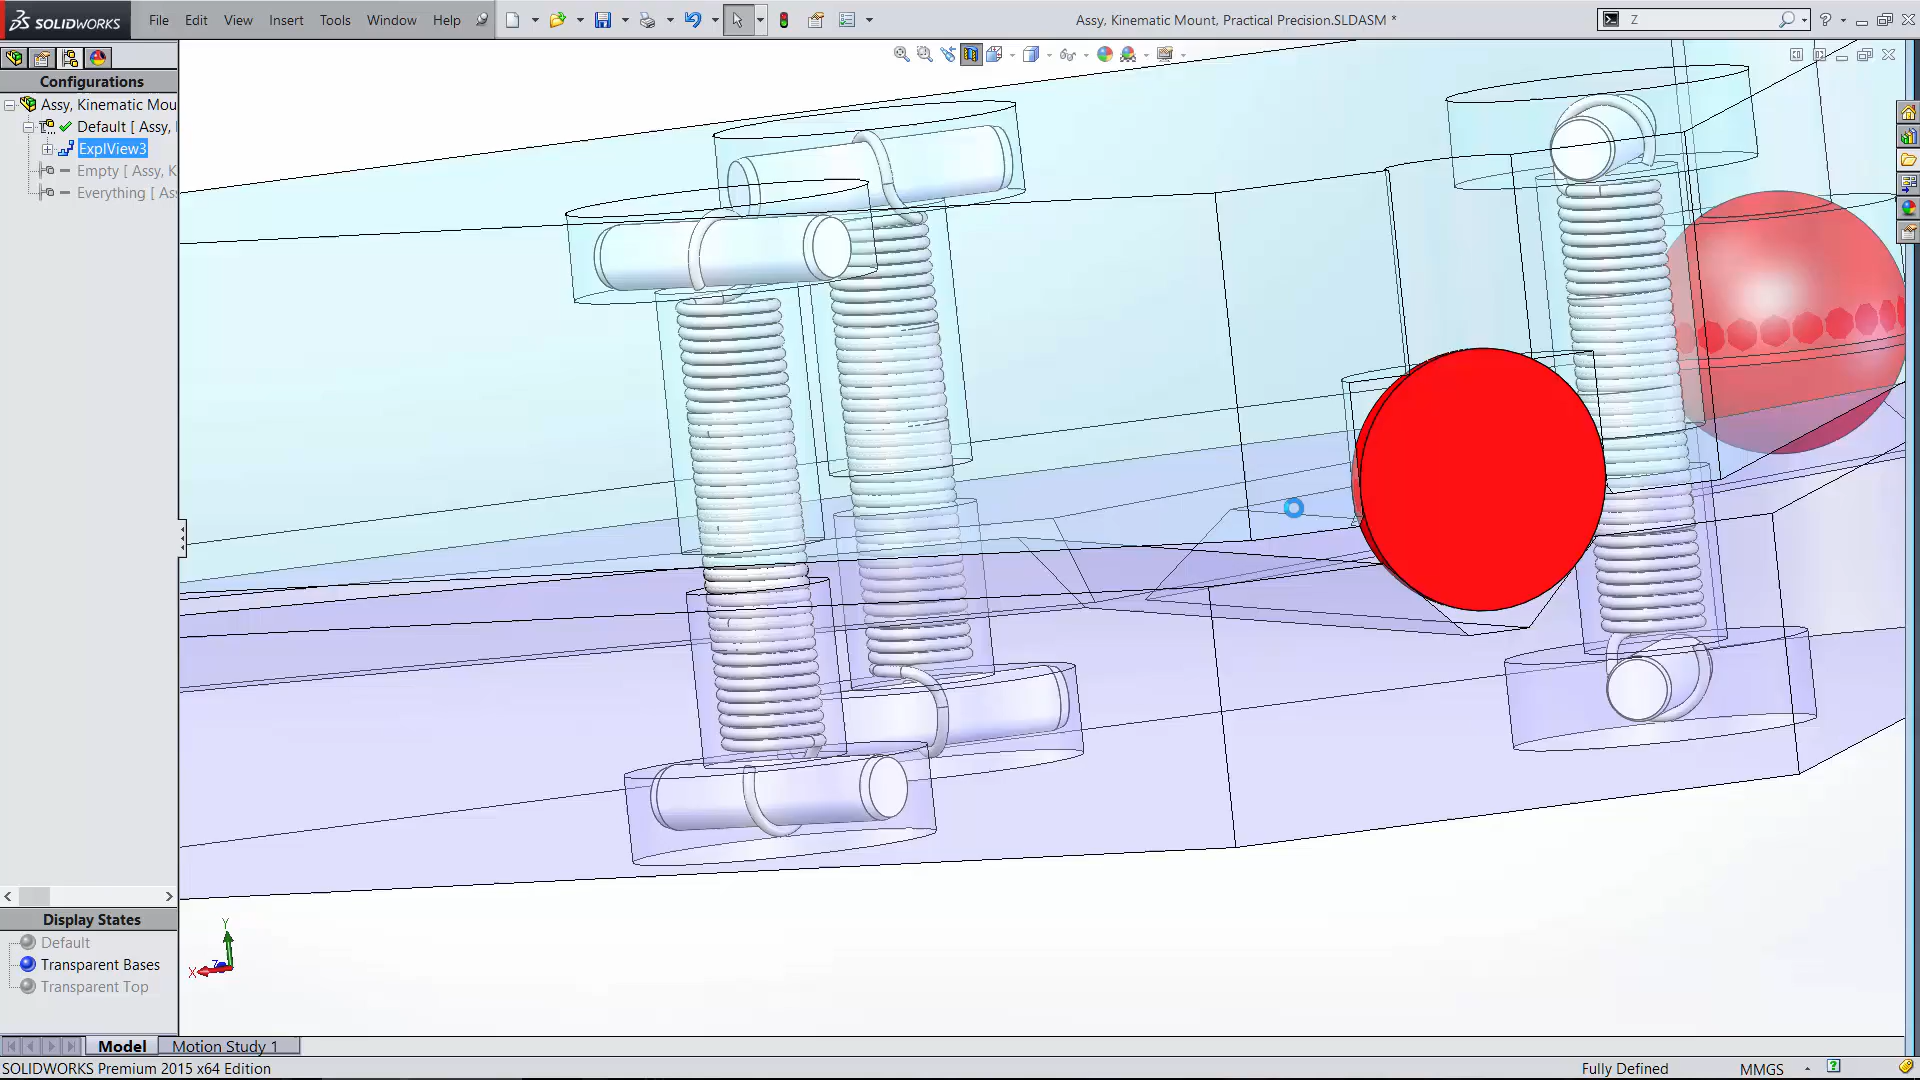 SOLIDWORKS File Edit View Insert Tools Window Help
Assy, Kinematic Mount, Practical Precision.SLDASM *
Z
Configurations
Assy, Kinematic Mou
Default [ Assy,
ExplView3
Empty [ Assy, K
Everything [ As
Display States
Default
Transparent Bases
Transparent Top
Y
X
Z
Model Motion Study 1
SOLIDWORKS Premium 2015 x64 Edition
Fully Defined
MMGS